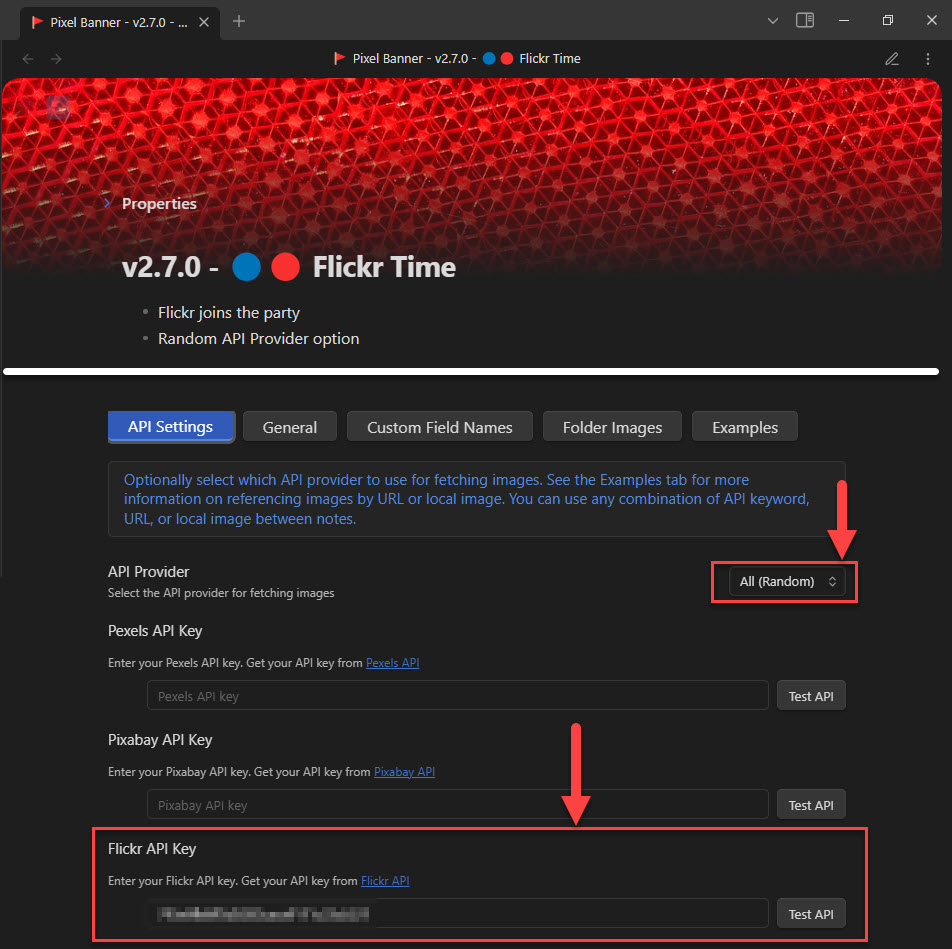 Pixel Banner - v2.7.0 - ...
Pixel Banner - v2.7.0 - 🔵 🔴 Flickr Time
Properties
v2.7.0 - 🔵 🔴 Flickr Time
• Flickr joins the party
• Random API Provider option
API Settings General Custom Field Names Folder Images Examples
Optionally select which API provider to use for fetching images. See the Examples tab for more
information on referencing images by URL or local image. You can use any combination of API keyword,
URL, or local image between notes.
API Provider
All (Random)
Select the API provider for fetching images
Pexels API Key
Enter your Pexels API key. Get your API key from Pexels API
Pexels API key Test API
Pixabay API Key
Enter your Pixabay API key. Get your API key from Pixabay API
Pixabay API key Test API
Flickr API Key
Enter your Flickr API key. Get your API key from Flickr API
Test API